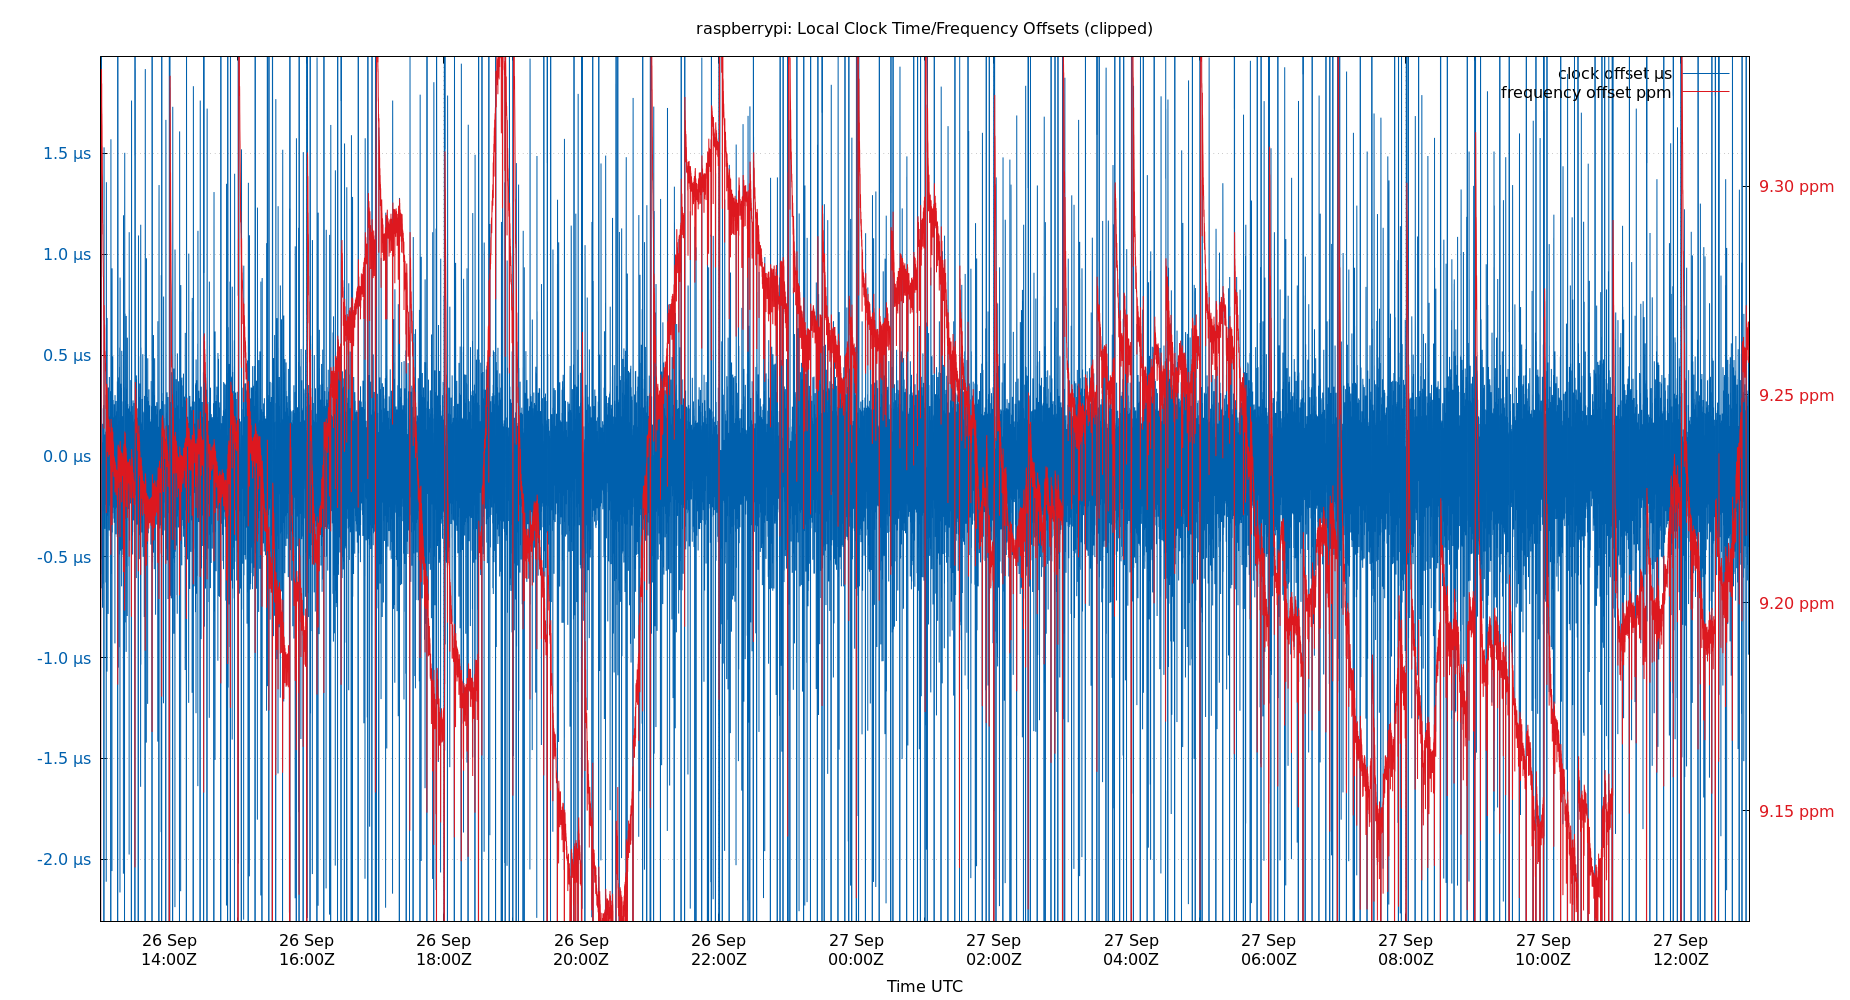 raspberrypi: Local Clock Time/Frequency Offsets (clipped)
clock offset µs
frequency offset ppm
1.5 µs
1.0 µs
0.5 µs
0.0 µs
-0.5 µs
-1.0 µs
-1.5 µs
-2.0 µs
9.30 ppm
9.25 ppm
9.20 ppm
9.15 ppm
26 Sep 26 Sep 26 Sep 26 Sep 26 Sep 27 Sep 27 Sep 27 Sep 27 Sep 27 Sep 27 Sep 27 Sep
14:00Z 16:00Z 18:00Z 20:00Z 22:00Z 00:00Z 02:00Z 04:00Z 06:00Z 08:00Z 10:00Z 12:00Z
Time UTC